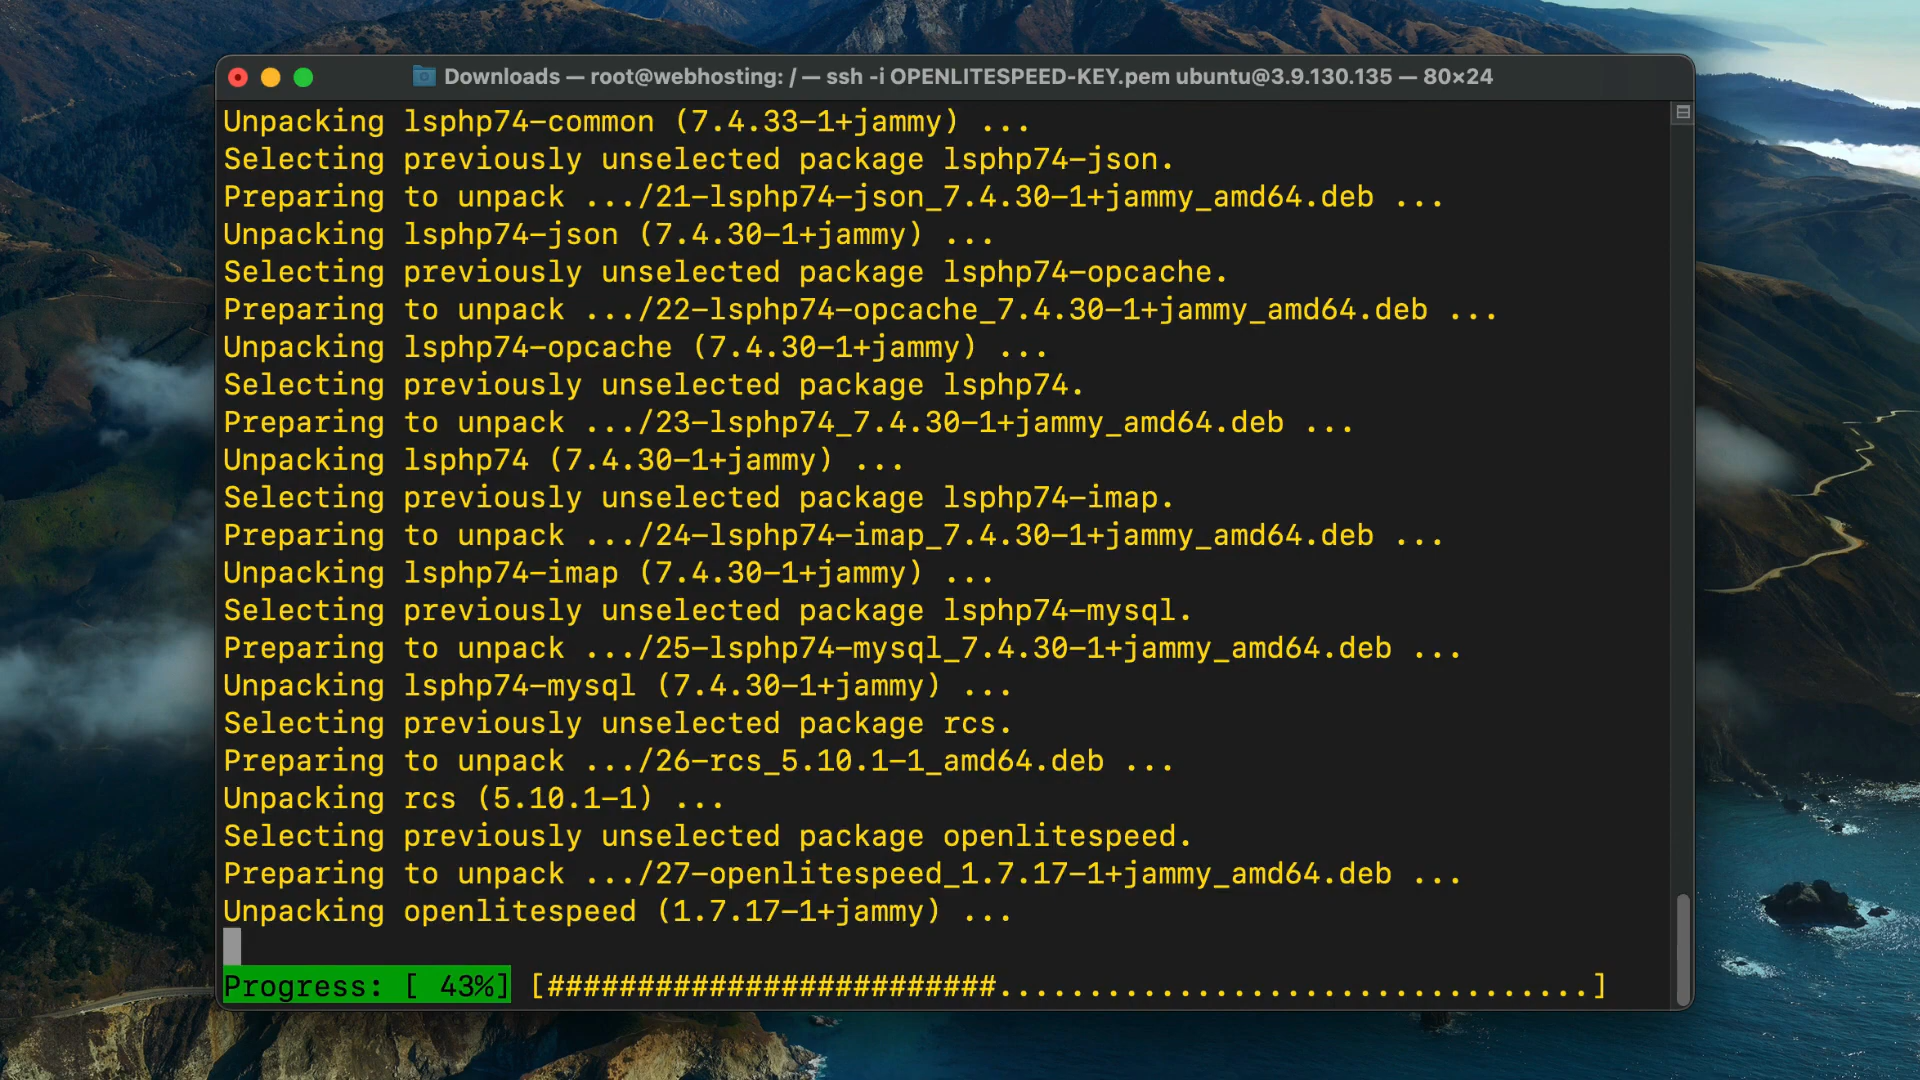 Downloads — root@webhosting: / — ssh -i OPENLITESPEED-KEY.pem ubuntu@3.9.130.135 — 80×24
Unpacking lsphp74-common (7.4.33-1+jammy) ...
Selecting previously unselected package lsphp74-json.
Preparing to unpack .../21-lsphp74-json_7.4.30-1+jammy_amd64.deb ...
Unpacking lsphp74-json (7.4.30-1+jammy) ...
Selecting previously unselected package lsphp74-opcache.
Preparing to unpack .../22-lsphp74-opcache_7.4.30-1+jammy_amd64.deb ...
Unpacking lsphp74-opcache (7.4.30-1+jammy) ...
Selecting previously unselected package lsphp74.
Preparing to unpack .../23-lsphp74_7.4.30-1+jammy_amd64.deb ...
Unpacking lsphp74 (7.4.30-1+jammy) ...
Selecting previously unselected package lsphp74-imap.
Preparing to unpack .../24-lsphp74-imap_7.4.30-1+jammy_amd64.deb ...
Unpacking lsphp74-imap (7.4.30-1+jammy) ...
Selecting previously unselected package lsphp74-mysql.
Preparing to unpack .../25-lsphp74-mysql_7.4.30-1+jammy_amd64.deb ...
Unpacking lsphp74-mysql (7.4.30-1+jammy) ...
Selecting previously unselected package rcs.
Preparing to unpack .../26-rcs_5.10.1-1_amd64.deb ...
Unpacking rcs (5.10.1-1) ...
Selecting previously unselected package openlitespeed.
Preparing to unpack .../27-openlitespeed_1.7.17-1+jammy_amd64.deb ...
Unpacking openlitespeed (1.7.17-1+jammy) ...
Progress: [ 43%] [#########################.................................]